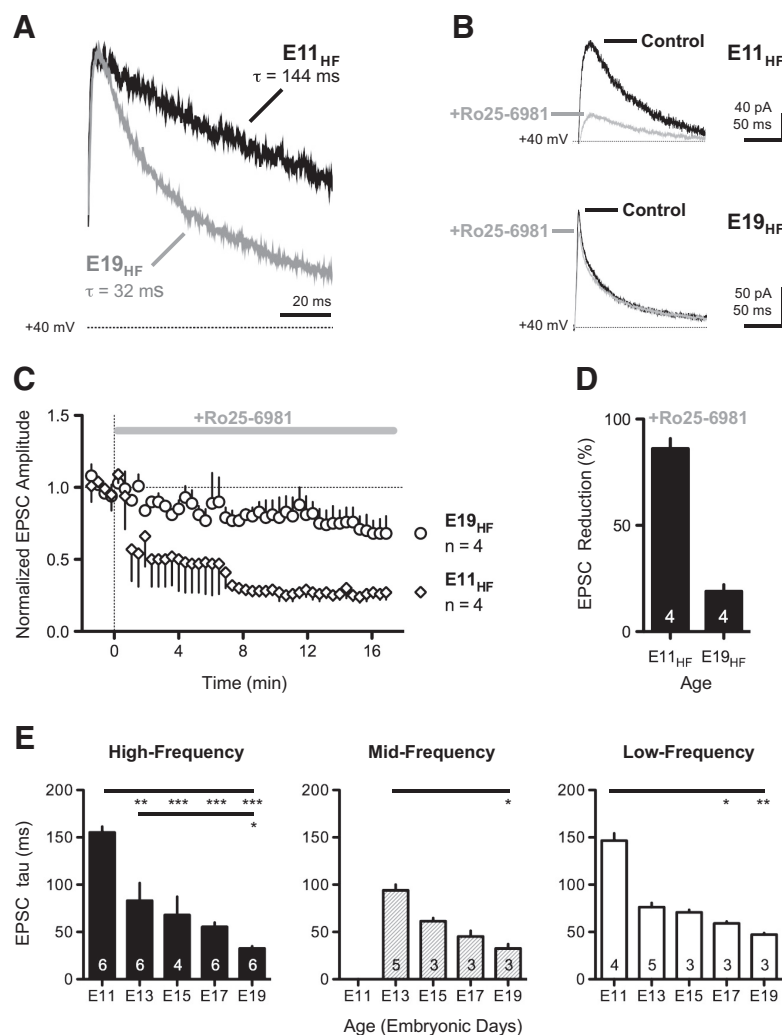 A
E11HF
τ = 144 ms
E19HF
τ = 32 ms
20 ms
+40 mV
B
Control
E11HF
+Ro25-6981
40 pA
50 ms
+40 mV
Control
E19HF
+Ro25-6981
50 pA
50 ms
+40 mV
C
Normalized EPSC Amplitude
1.5
1.0
0.5
0.0
+Ro25-6981
E19HF
n = 4
E11HF
n = 4
0 4 8 12 16
Time (min)
D
EPSC Reduction (%)
100
50
0
+Ro25-6981
4 4
E11HF E19HF
Age
E
High-Frequency
EPSC tau (ms)
200
150
100
50
0
** *** *** ***
*
6 6 4 6 6
E11 E13 E15 E17 E19
Mid-Frequency
200
150
100
50
0
*
5 3 3 3
E11 E13 E15 E17 E19
Low-Frequency
200
150
100
50
0
* **
4 5 3 3 3
E11 E13 E15 E17 E19
Age (Embryonic Days)